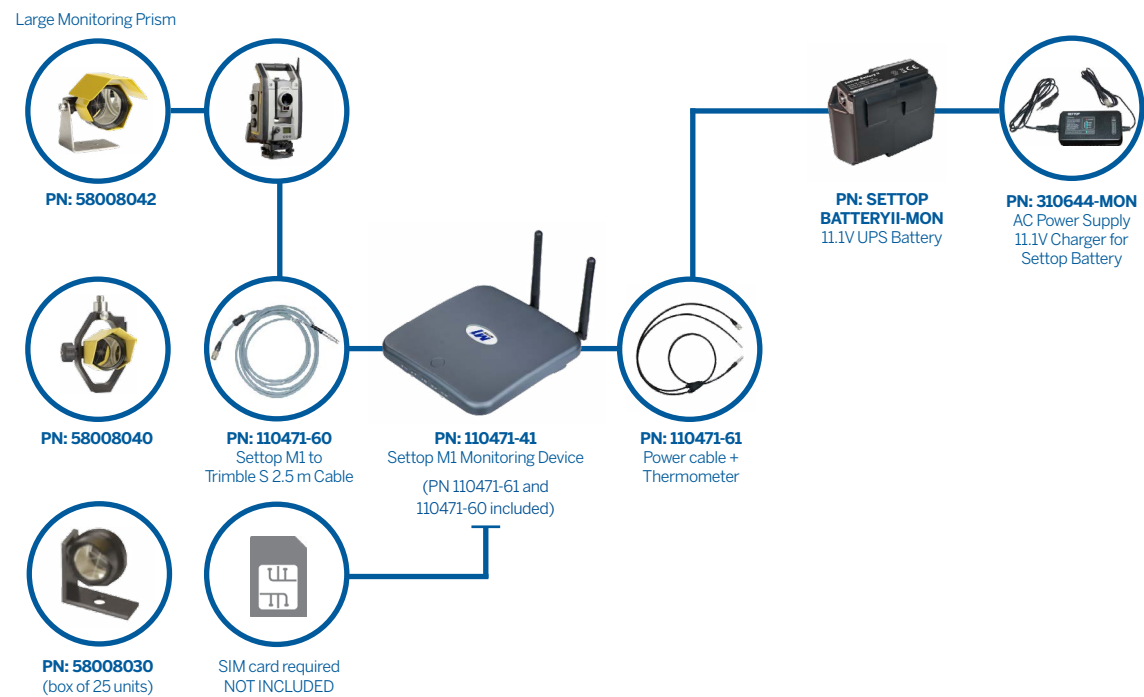 Large Monitoring Prism
PN: 58008042
PN: SETTOP
BATTERYII-MON
11.1V UPS Battery
PN: 310644-MON
AC Power Supply
11.1V Charger for
Settop Battery
PN: 58008040
PN: 110471-60
Settop M1 to
Trimble S 2.5 m Cable
M1
PN: 110471-41
Settop M1 Monitoring Device
(PN 110471-61 and
110471-60 included)
PN: 110471-61
Power cable +
Thermometer
PN: 58008030
(box of 25 units)
SIM card required
NOT INCLUDED